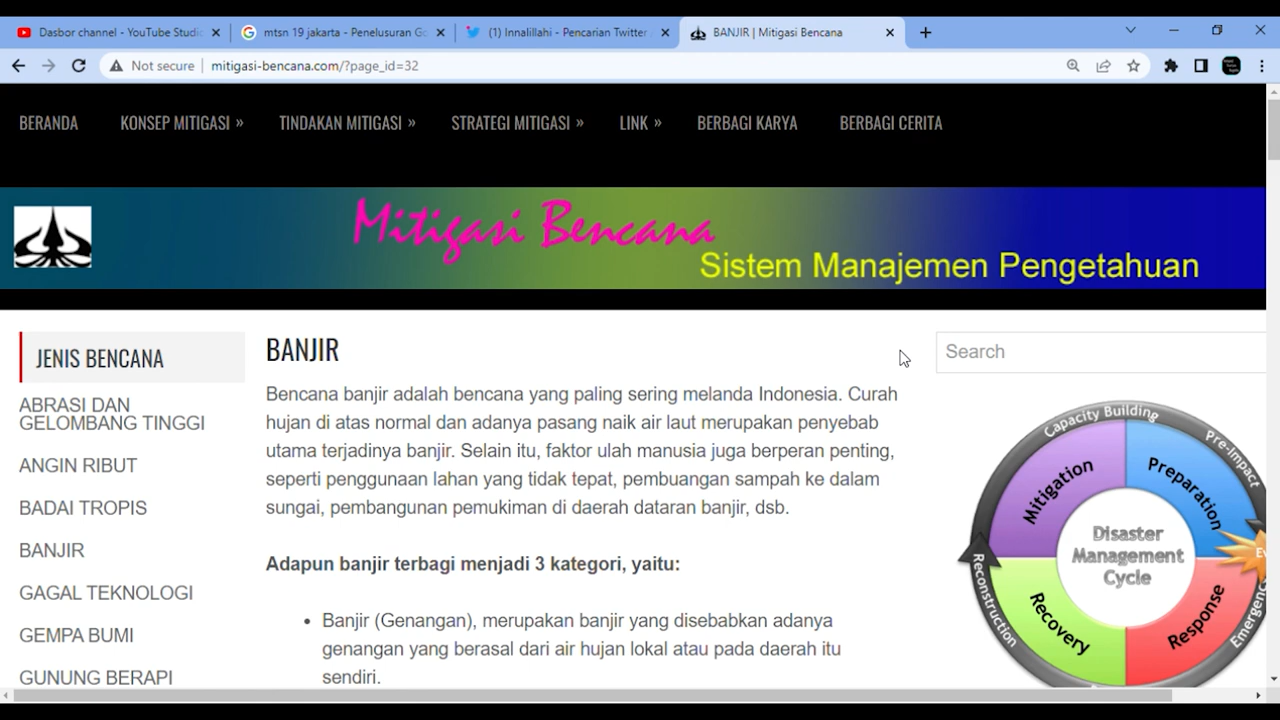 Dasbor channel - YouTube Studio
mtsn 19 jakarta - Penelusuran Go
(1) Innalillahi - Pencarian Twitter
BANJIR | Mitigasi Bencana
Not secure
mitigasi-bencana.com/?page_id=32
BERANDA
KONSEP MITIGASI »
TINDAKAN MITIGASI »
STRATEGI MITIGASI »
LINK »
BERBAGI KARYA
BERBAGI CERITA
Mitigasi Bencana
Sistem Manajemen Pengetahuan
JENIS BENCANA
ABRASI DAN
GELOMBANG TINGGI
ANGIN RIBUT
BADAI TROPIS
BANJIR
GAGAL TEKNOLOGI
GEMPA BUMI
GUNUNG BERAPI
BANJIR
Bencana banjir adalah bencana yang paling sering melanda Indonesia. Curah
hujan di atas normal dan adanya pasang naik air laut merupakan penyebab
utama terjadinya banjir. Selain itu, faktor ulah manusia juga berperan penting,
seperti penggunaan lahan yang tidak tepat, pembuangan sampah ke dalam
sungai, pembangunan pemukiman di daerah dataran banjir, dsb.
Adapun banjir terbagi menjadi 3 kategori, yaitu:
• Banjir (Genangan), merupakan banjir yang disebabkan adanya
genangan yang berasal dari air hujan lokal atau pada daerah itu
sendiri.
Search
Capacity Building
Pre-Impact
Mitigation
Preparation
Disaster
Management
Cycle
Reconstruction
Recovery
Response